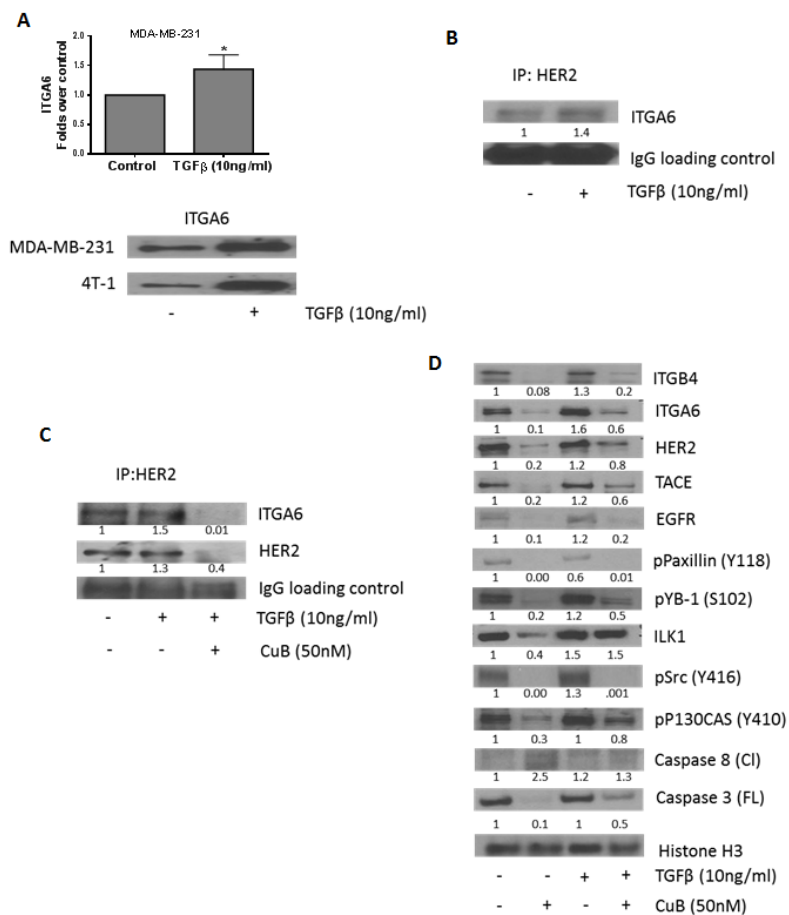 A
MDA-MB-231
*
2.0
1.5
1.0
0.5
0.0
ITGA6
Folds over control
Control TGFβ (10ng/ml)
ITGA6
MDA-MB-231
4T-1
- + TGFβ (10ng/ml)
B
IP: HER2
ITGA6
1 1.4
IgG loading control
- + TGFβ (10ng/ml)
C
IP:HER2
ITGA6
1 1.5 0.01
HER2
1 1.3 0.4
IgG loading control
- + + TGFβ (10ng/ml)
- - + CuB (50nM)
D
ITGB4
1 0.08 1.3 0.2
ITGA6
1 0.1 1.6 0.6
HER2
1 0.2 1.2 0.8
TACE
1 0.2 1.2 0.6
EGFR
1 0.1 1.2 0.2
pPaxillin (Y118)
1 0.00 0.6 0.01
pYB-1 (S102)
1 0.2 1.2 0.5
ILK1
1 0.4 1.5 1.5
pSrc (Y416)
1 0.00 1.3 .001
pP130CAS (Y410)
1 0.3 1 0.8
Caspase 8 (Cl)
1 2.5 1.2 1.3
Caspase 3 (FL)
1 0.1 1 0.5
Histone H3
- - + + TGFβ (10ng/ml)
- + - + CuB (50nM)